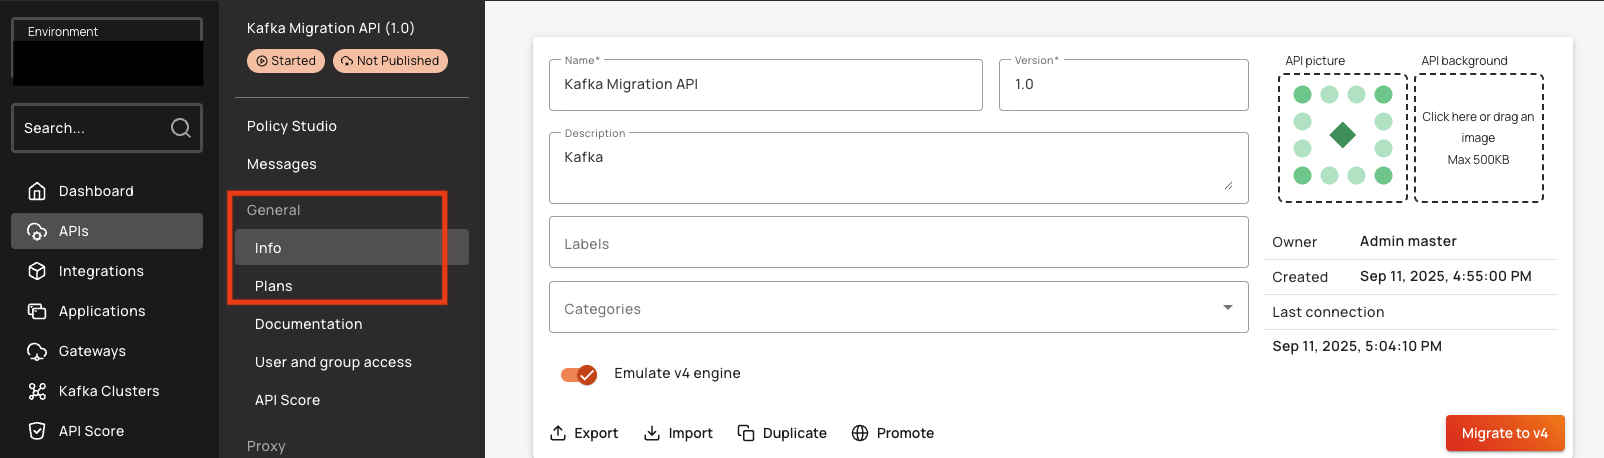 Environment
Search...
Dashboard
APIs
Integrations
Applications
Gateways
Kafka Clusters
API Score
Kafka Migration API (1.0)
Started
Not Published
Policy Studio
Messages
General
Info
Plans
Documentation
User and group access
API Score
Proxy
Name*
Kafka Migration API
Version*
1.0
Description
Kafka
Labels
Categories
Emulate v4 engine
Export
Import
Duplicate
Promote
API picture
API background
Click here or drag an
image
Max 500KB
Owner Admin master
Created Sep 11, 2025, 4:55:00 PM
Last connection
Sep 11, 2025, 5:04:10 PM
Migrate to v4